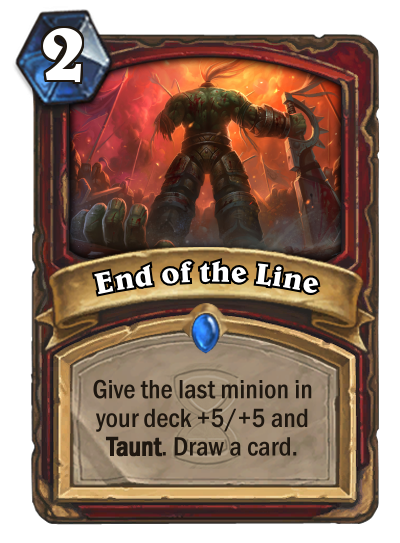 2
End of the Line
Give the last minion in
your deck +5/+5 and
Taunt. Draw a card.